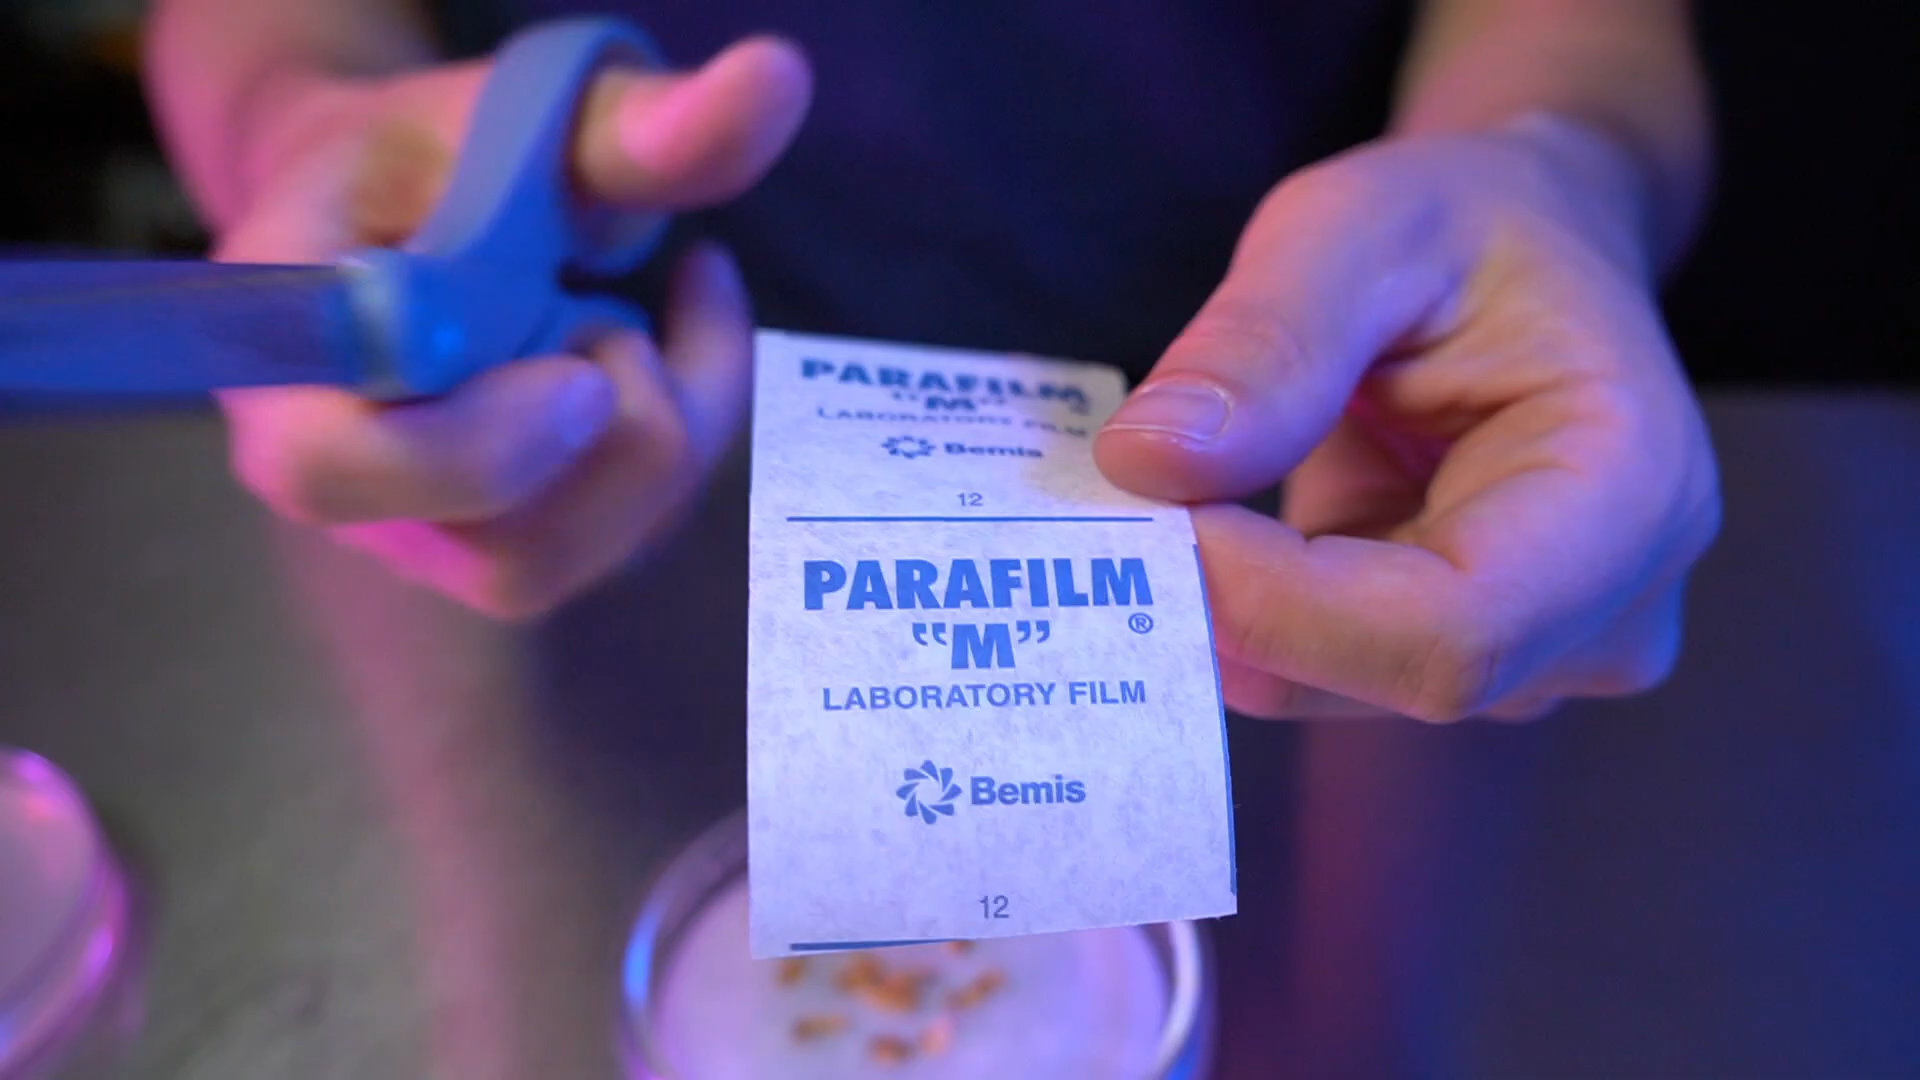 PARAFILM
“M”
LABORATORY FILM
Bemis
12
PARAFILM
“M” ®
LABORATORY FILM
Bemis
12